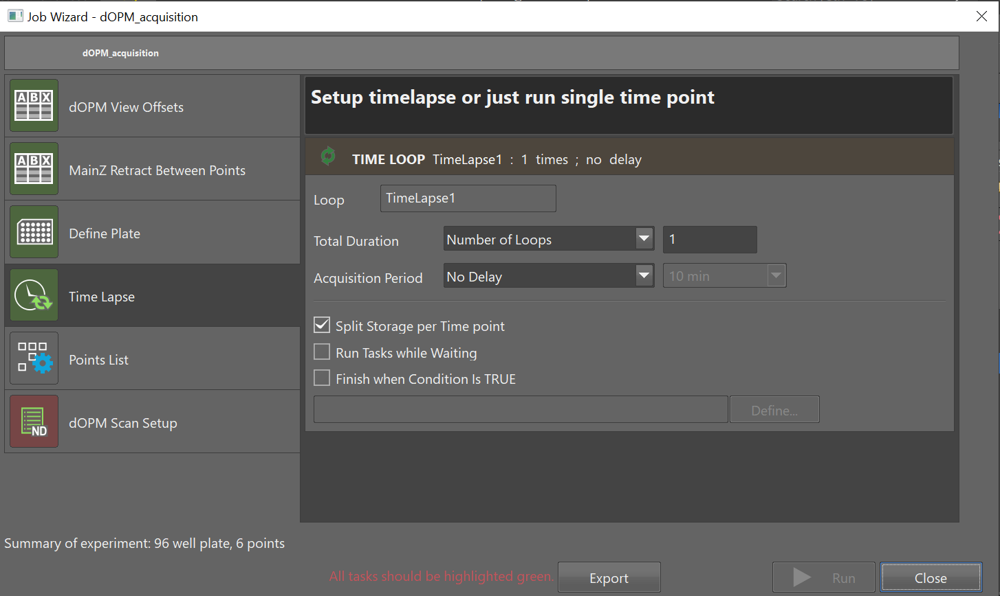 Job Wizard - dOPM_acquisition
dOPM_acquisition
ABX
dOPM View Offsets
ABX
MainZ Retract Between Points
Define Plate
Time Lapse
Points List
ND
dOPM Scan Setup
Setup timelapse or just run single time point
TIME LOOP TimeLapse1 : 1 times ; no delay
Loop TimeLapse1
Total Duration Number of Loops 1
Acquisition Period No Delay 10 min
Split Storage per Time point
Run Tasks while Waiting
Finish when Condition Is TRUE
Define...
Summary of experiment: 96 well plate, 6 points
All tasks should be highlighted green. Export Run Close